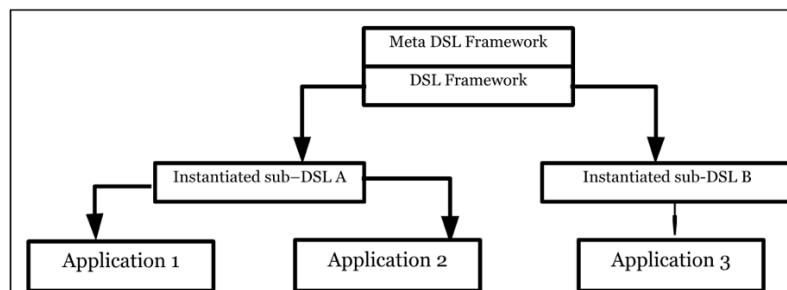 Meta DSL Framework
DSL Framework
Instantiated sub–DSL A
Instantiated sub-DSL B
Application 1
Application 2
Application 3